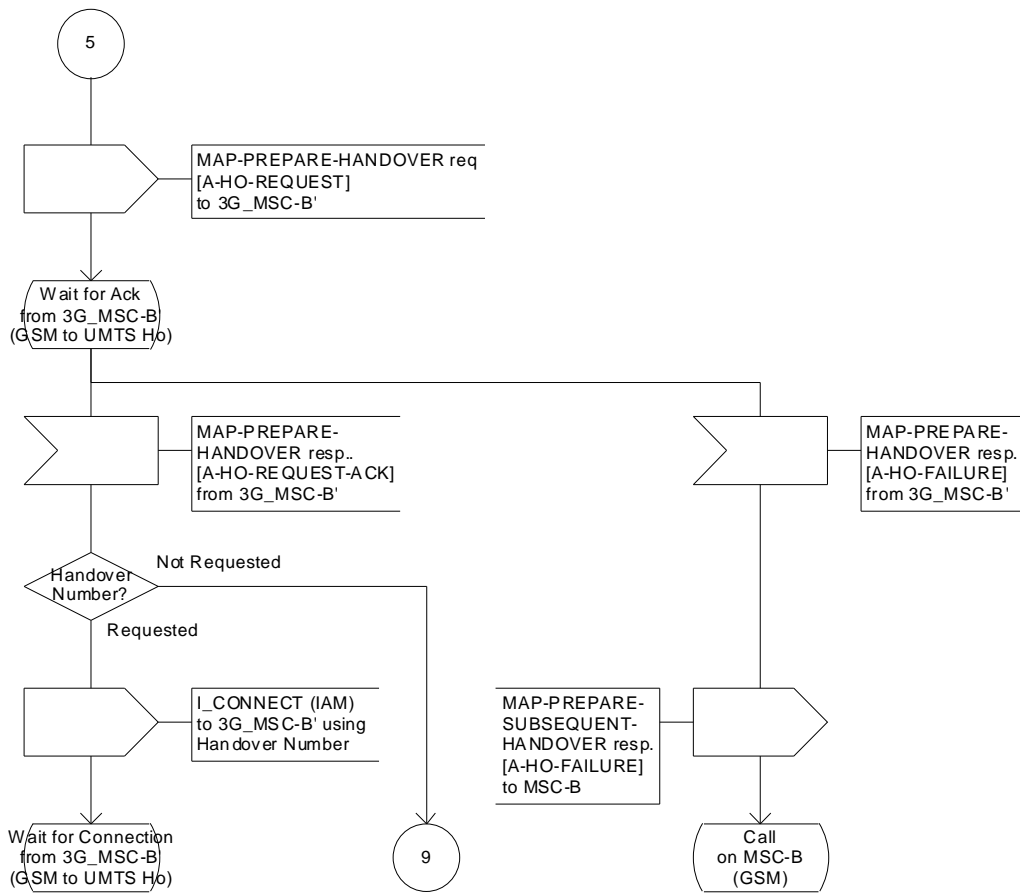 5
MAP-PREPARE-HANDOVER req
[A-HO-REQUEST]
to 3G_MSC-B'
Wait for Ack
from 3G_MSC-B'
(GSM to UMTS Ho)
MAP-PREPARE-
HANDOVER resp..
[A-HO-REQUEST-ACK]
from 3G_MSC-B'
MAP-PREPARE-
HANDOVER resp.
[A-HO-FAILURE]
from 3G_MSC-B'
Handover
Number?
Not Requested
Requested
I_CONNECT (IAM)
to 3G_MSC-B' using
Handover Number
MAP-PREPARE-
SUBSEQUENT-
HANDOVER resp.
[A-HO-FAILURE]
to MSC-B
Wait for Connection
from 3G_MSC-B'
(GSM to UMTS Ho)
9
Call
on MSC-B
(GSM)